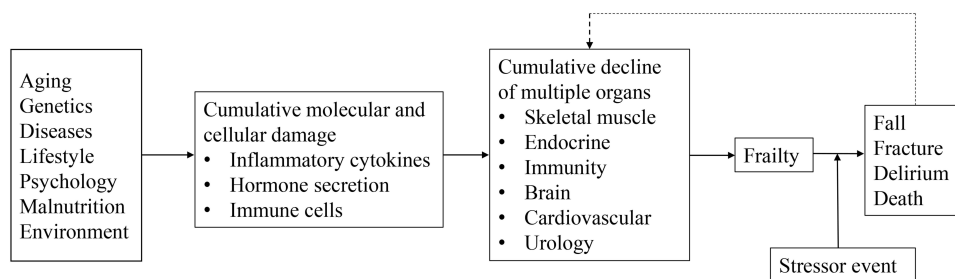 Aging
Genetics
Diseases
Lifestyle
Psychology
Malnutrition
Environment
Cumulative molecular and
cellular damage
• Inflammatory cytokines
• Hormone secretion
• Immune cells
Cumulative decline
of multiple organs
• Skeletal muscle
• Endocrine
• Immunity
• Brain
• Cardiovascular
• Urology
Frailty
Fall
Fracture
Delirium
Death
Stressor event